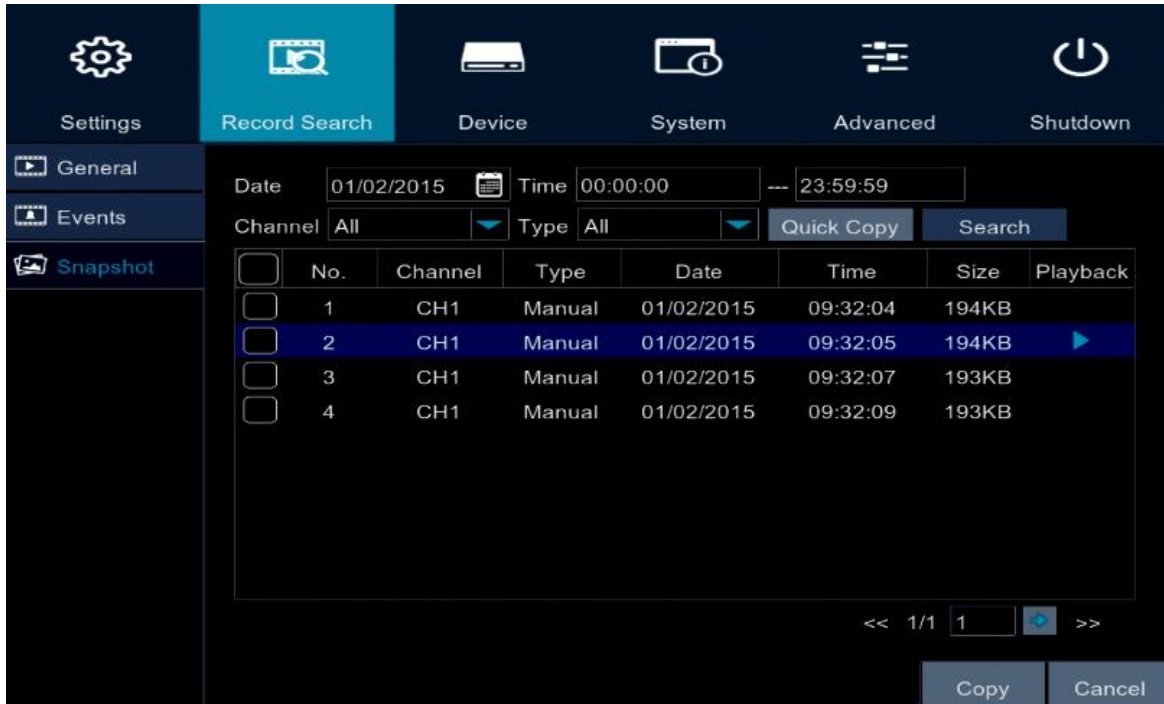 Settings Record Search Device System Advanced Shutdown
General
Events
Snapshot
Date 01/02/2015 Time 00:00:00 --- 23:59:59
Channel All Type All Quick Copy Search
No. Channel Type Date Time Size Playback
1 CH1 Manual 01/02/2015 09:32:04 194KB
2 CH1 Manual 01/02/2015 09:32:05 194KB
3 CH1 Manual 01/02/2015 09:32:07 193KB
4 CH1 Manual 01/02/2015 09:32:09 193KB
<< 1/1 1 >>
Copy Cancel